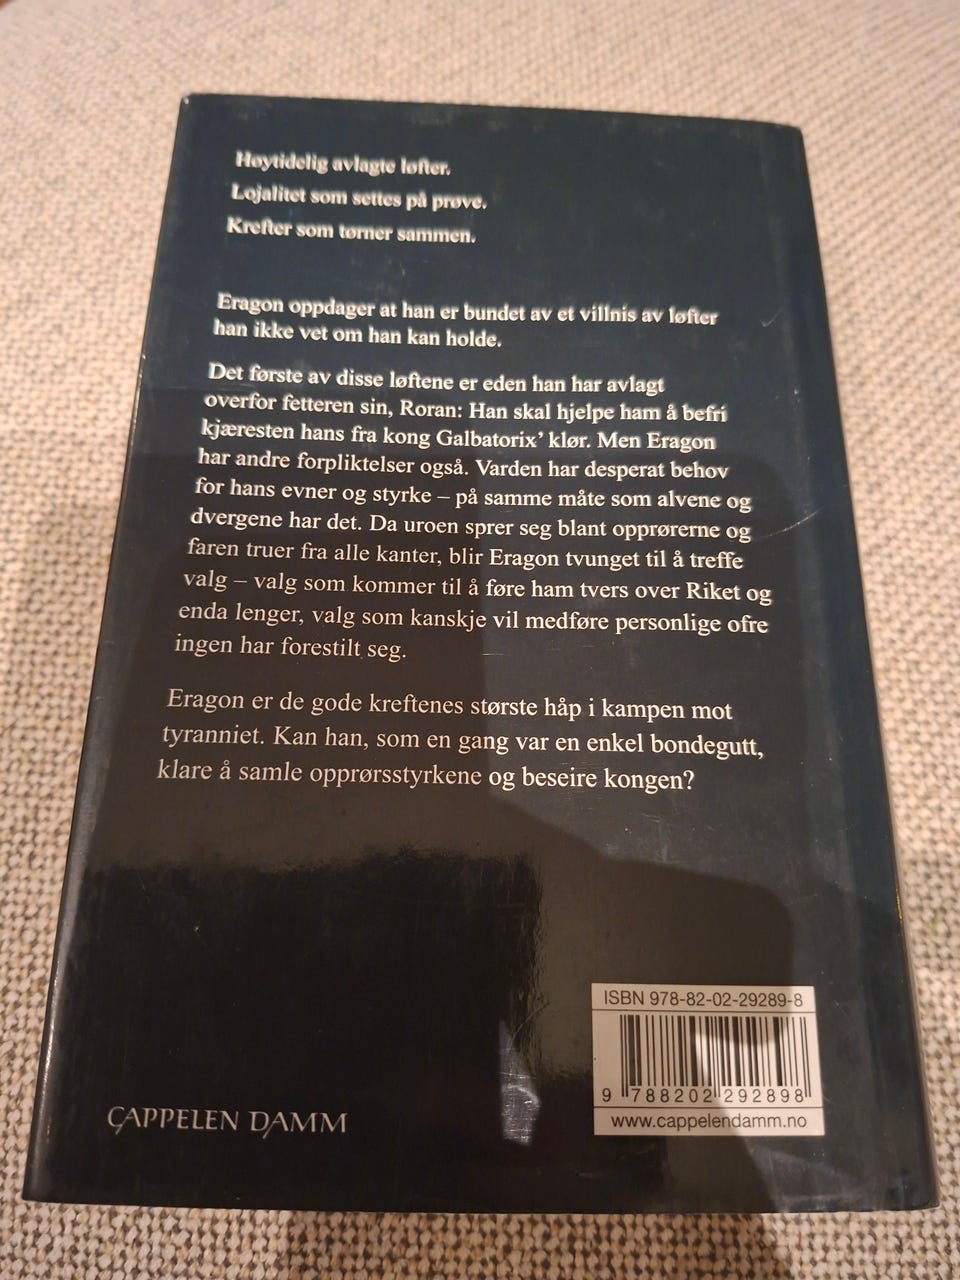 Høytidelig avlagte løfter.
Lojalitet som settes på prøve.
Krefter som tørner sammen.
Eragon oppdager at han er bundet av et villnis av løfter
han ikke vet om han kan holde.
Det første av disse løftene er eden han har avlagt
overfor fetteren sin, Roran: Han skal hjelpe ham å befri
kjæresten hans fra kong Galbatorix’ klør. Men Eragon
har andre forpliktelser også. Varden har desperat behov
for hans evner og styrke – på samme måte som alvene og
dvergene har det. Da uroen sprer seg blant opprørerne og
faren truer fra alle kanter, blir Eragon tvunget til å treffe
valg – valg som kommer til å føre ham tvers over Riket og
enda lenger, valg som kanskje vil medføre personlige ofre
ingen har forestilt seg.
Eragon er de gode kreftenes største håp i kampen mot
tyranniet. Kan han, som en gang var en enkel bondegutt,
klare å samle opprørsstyrkene og beseire kongen?
ISBN 978-82-02-29289-8
9 788202 292898
www.cappelendamm.no
CAPPELEN DAMM